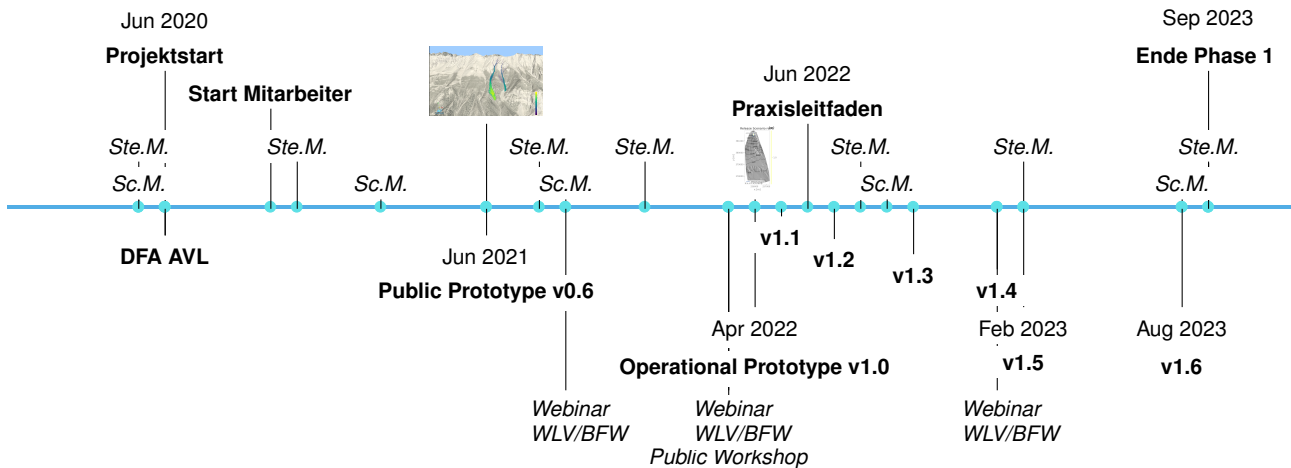 Jun 2020
Projektstart
Start Mitarbeiter
Jun 2022
Praxisleitfaden
Sep 2023
Ende Phase 1
Ste.M.
Ste.M.
Ste.M.
Ste.M.
Ste.M.
Ste.M.
Ste.M.
Sc.M.
Sc.M.
Sc.M.
Sc.M.
Sc.M.
DFA AVL
Jun 2021
Public Prototype v0.6
v1.1
v1.2
v1.3
v1.4
Apr 2022
Operational Prototype v1.0
Feb 2023
v1.5
Aug 2023
v1.6
Webinar
WLV/BFW
Webinar
WLV/BFW
Public Workshop
Webinar
WLV/BFW